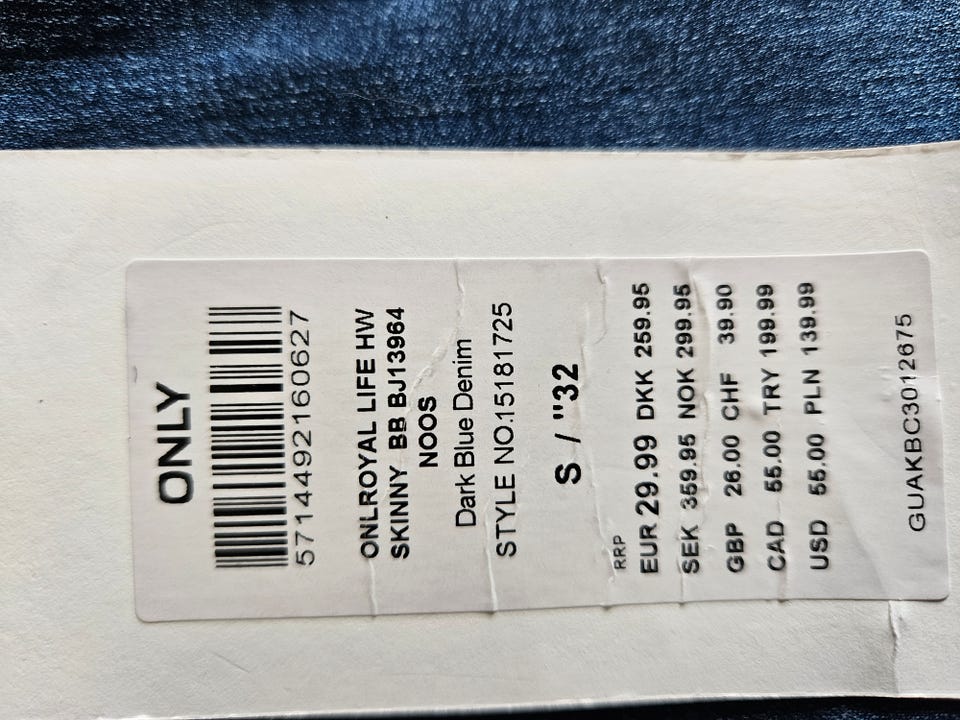 ONLY
5714492160627
ONLROYAL LIFE HW
SKINNY BB BJ13964
NOOS
Dark Blue Denim
STYLE NO.15181725
S / "32
RRP
EUR 29.99 DKK 259.95
SEK 359.95 NOK 299.95
GBP 26.00 CHF 39.90
CAD 55.00 TRY 199.99
USD 55.00 PLN 139.99
GUAKBC3012675